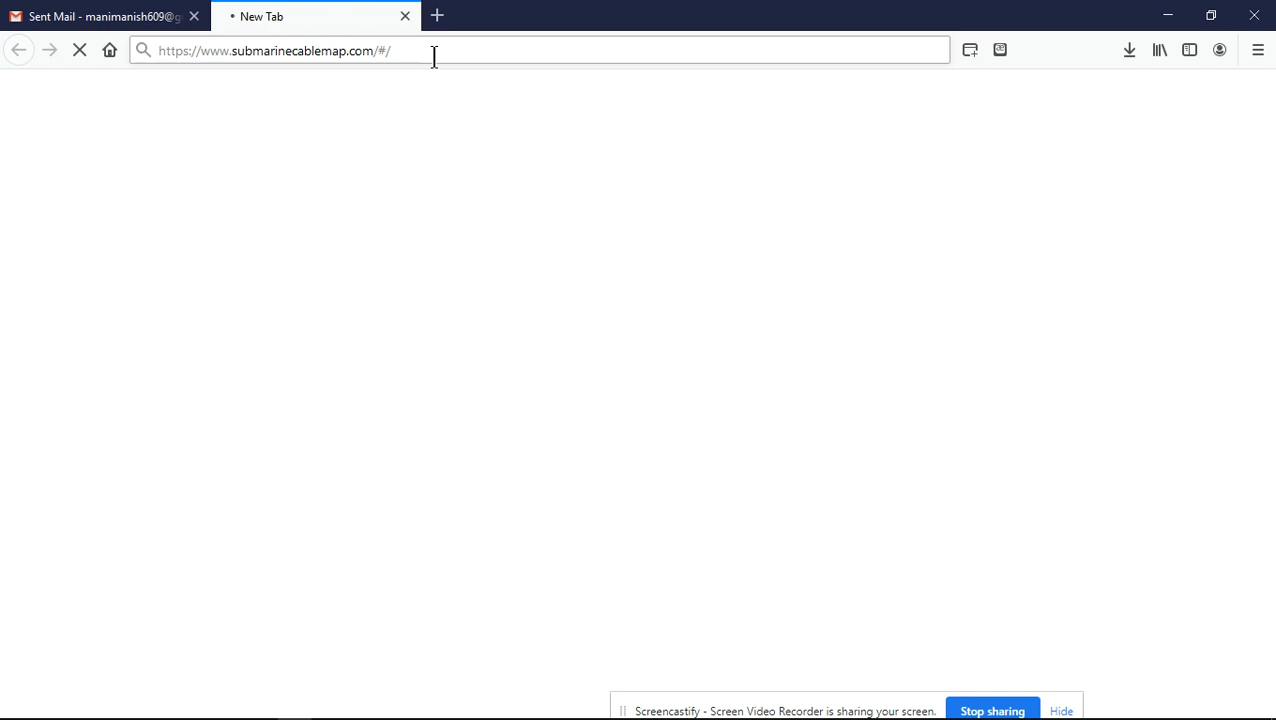 Sent Mail - manimanish609@g
New Tab
https://www.submarinecablemap.com/#/
Screencastify - Screen Video Recorder is sharing your screen.
Stop sharing
Hide